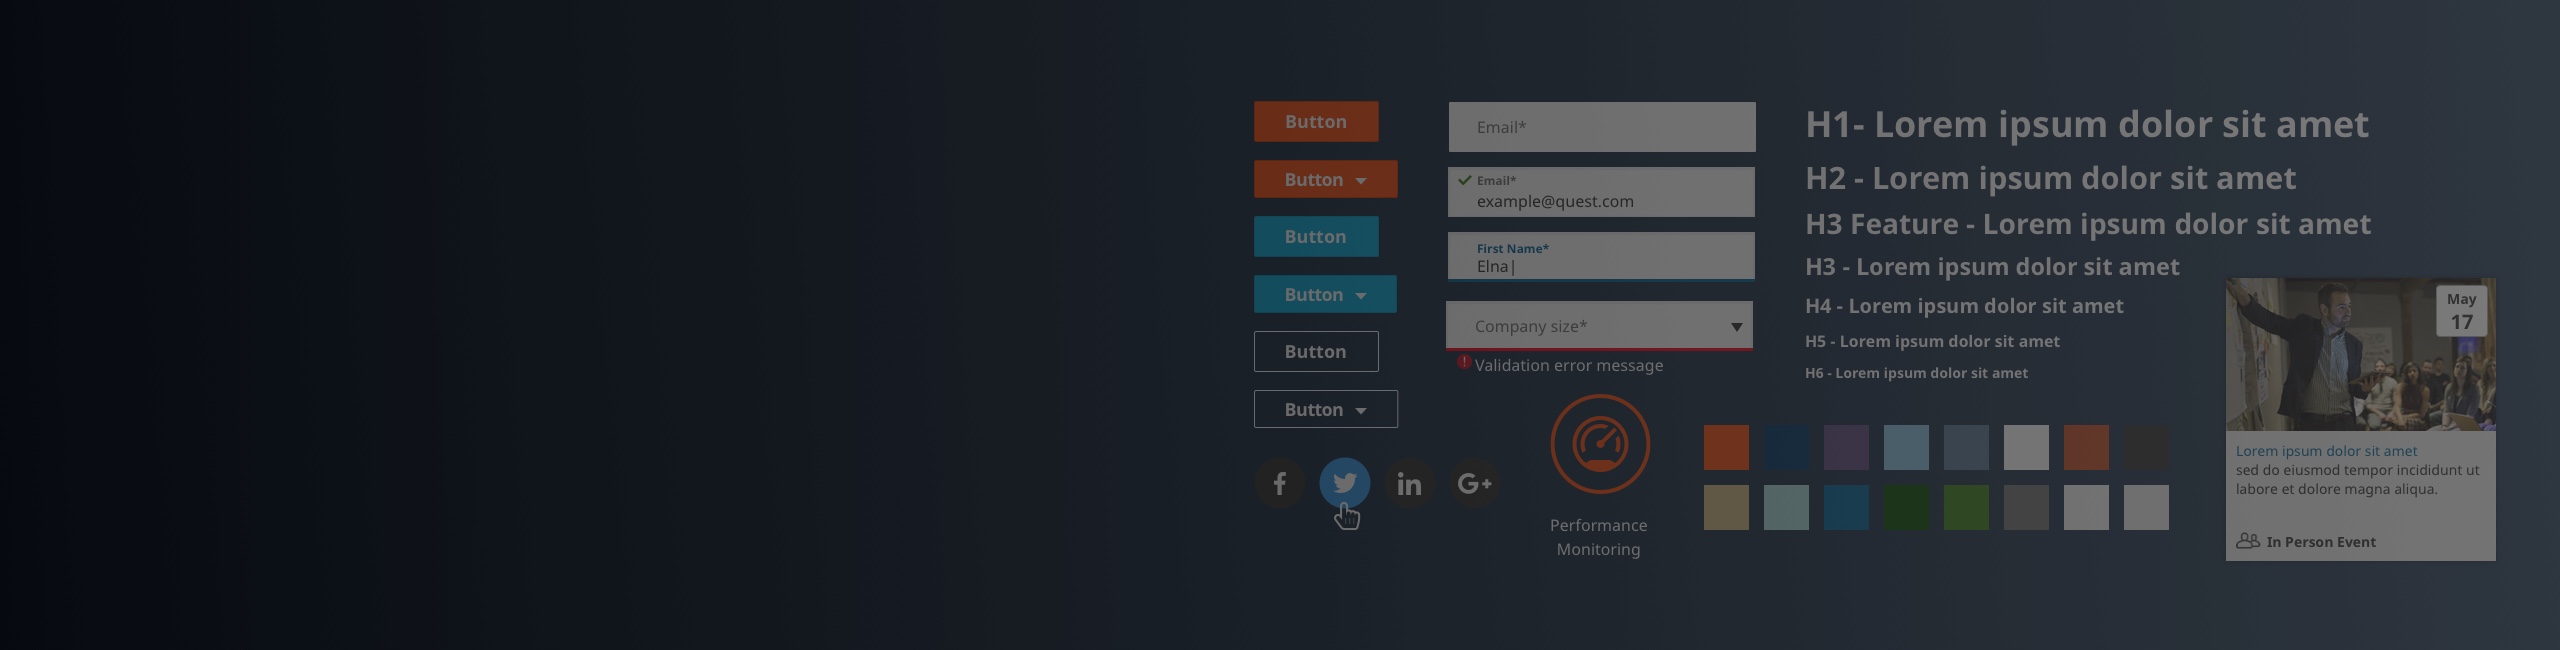 Button
Button
Button
Button
Button
Button
Email*
Email*
example@quest.com
First Name*
Elna|
Company size*
! Validation error message
f
in
G+
Performance
Monitoring
H1- Lorem ipsum dolor sit amet
H2 - Lorem ipsum dolor sit amet
H3 Feature - Lorem ipsum dolor sit amet
H3 - Lorem ipsum dolor sit amet
H4 - Lorem ipsum dolor sit amet
H5 - Lorem ipsum dolor sit amet
H6 - Lorem ipsum dolor sit amet
May
17
Lorem ipsum dolor sit amet
sed do eiusmod tempor incididunt ut
labore et dolore magna aliqua.
In Person Event